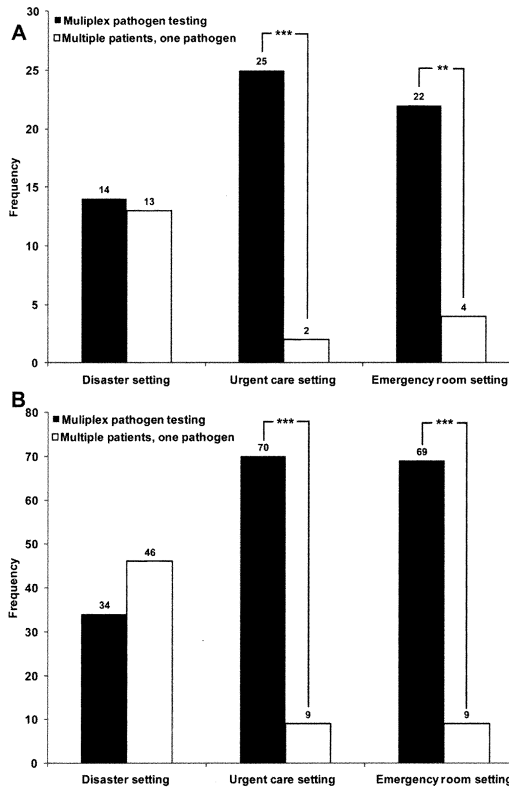 A
30
25
20
15
10
5
0
Frequency
Muliplex pathogen testing
Multiple patients, one pathogen
14
13
***
25
2
**
22
4
Disaster setting
Urgent care setting
Emergency room setting
B
80
70
60
50
40
30
20
10
0
Frequency
Muliplex pathogen testing
Multiple patients, one pathogen
34
46
***
70
9
***
69
9
Disaster setting
Urgent care setting
Emergency room setting